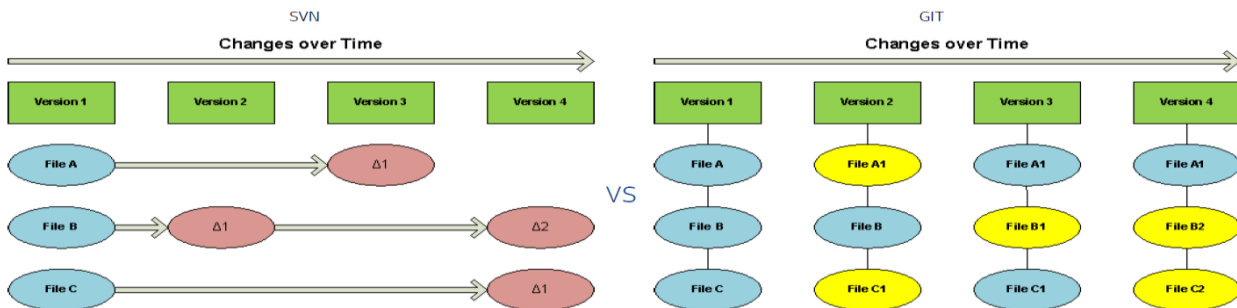 SVN
Changes over Time
Version 1 Version 2 Version 3 Version 4
File A Δ1
File B Δ1 Δ2
File C Δ1
VS
GIT
Changes over Time
Version 1 Version 2 Version 3 Version 4
File A File A1 File A1 File A1
File B File B File B1 File B2
File C File C1 File C1 File C2